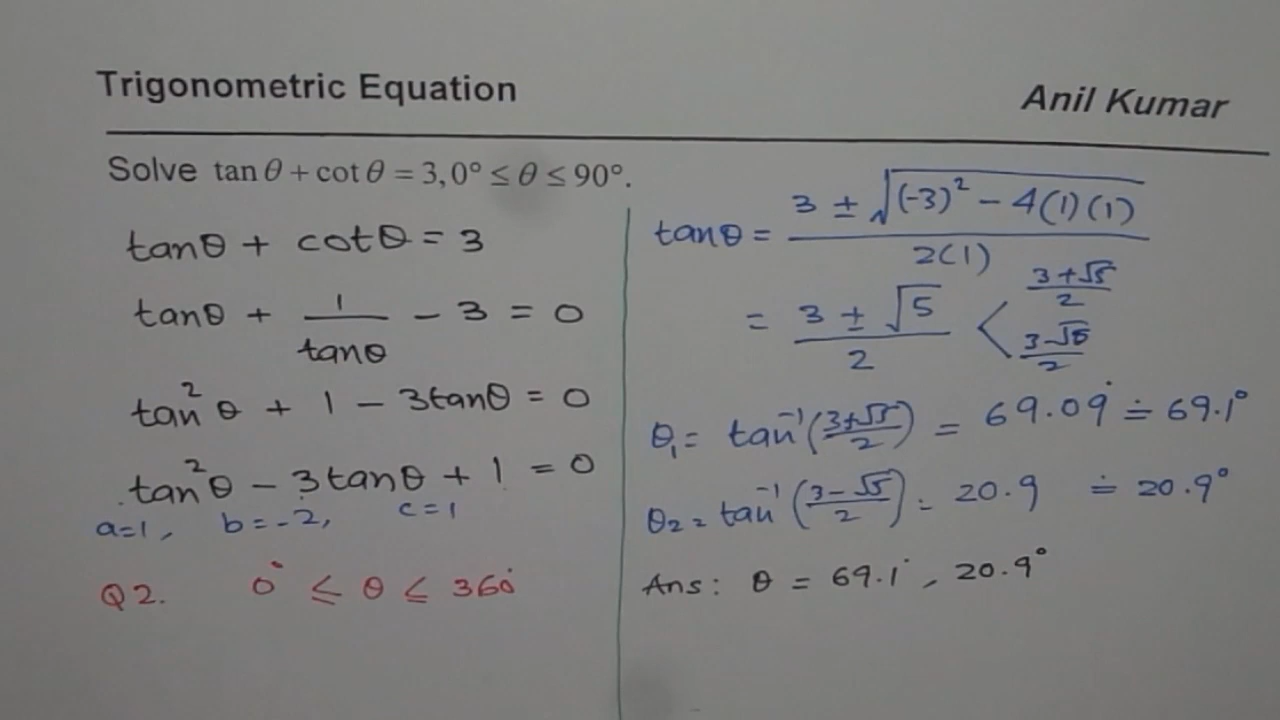 Trigonometric Equation
Anil Kumar
Solve tan θ + cot θ = 3, 0° ≤ θ ≤ 90°.
tanθ + cotθ = 3
tanθ + 1/tanθ - 3 = 0
tan²θ + 1 - 3tanθ = 0
tan²θ - 3tanθ + 1 = 0
a=1, b=-2, c=1
Q2. 0° ≤ θ ≤ 360°
tanθ = (3 ± √((-3)² - 4(1)(1)))/2(1)
= (3 ± √5)/2 < (3+√5)/2
(3-√5)/2
θ₁ = tan⁻¹((3+√5)/2) = 69.09° ≐ 69.1°
θ₂ = tan⁻¹((3-√5)/2) = 20.9 ≐ 20.9°
Ans: θ = 69.1°, 20.9°